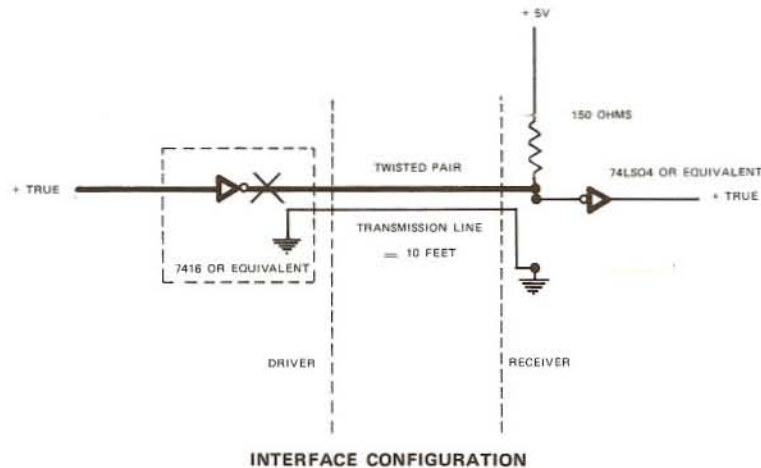 + 5V
150 OHMS
74LSO4 OR EQUIVALENT
TWISTED PAIR
+ TRUE
+ TRUE
TRANSMISSION LINE
= 10 FEET
7416 OR EQUIVALENT
DRIVER
RECEIVER
INTERFACE CONFIGURATION